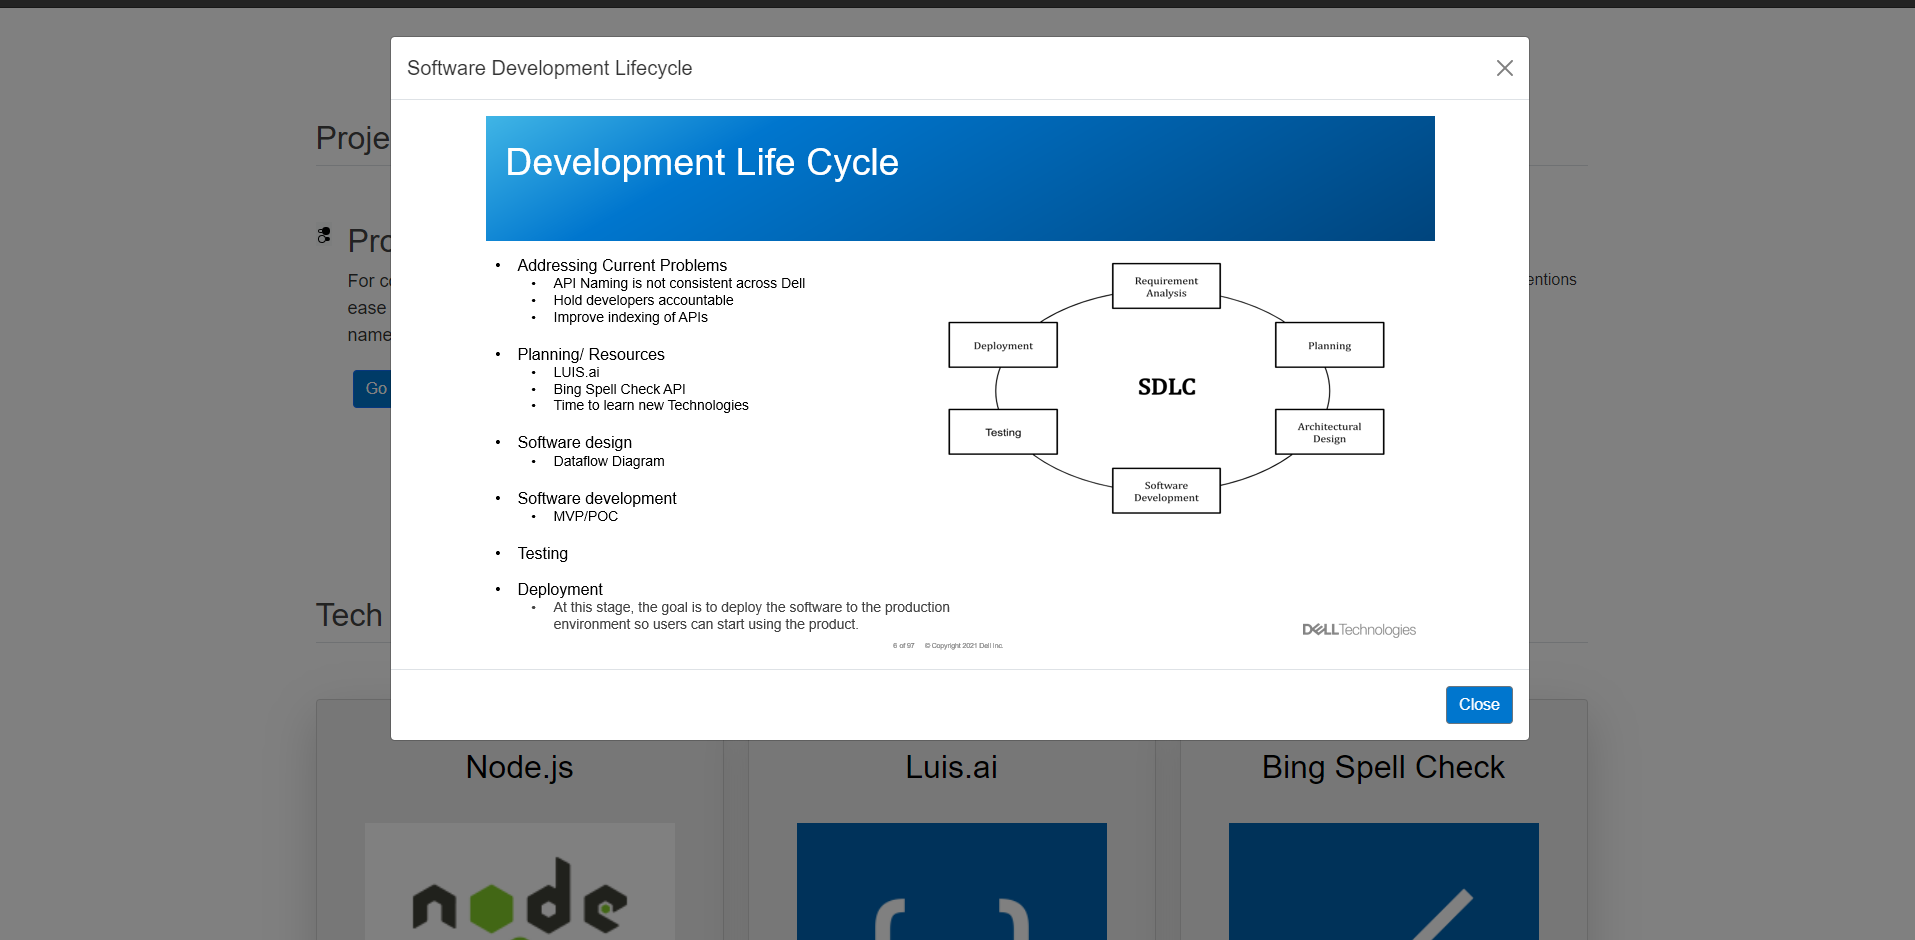 Software Development Lifecycle
Proje
Development Life Cycle
Pro
For co
ease
name
entions
Go
• Addressing Current Problems
• API Naming is not consistent across Dell
• Hold developers accountable
• Improve indexing of APIs
• Planning/ Resources
• LUIS.ai
• Bing Spell Check API
• Time to learn new Technologies
• Software design
• Dataflow Diagram
• Software development
• MVP/POC
• Testing
• Deployment
• At this stage, the goal is to deploy the software to the production
environment so users can start using the product.
Requirement
Analysis
Deployment
Planning
SDLC
Testing
Architectural
Design
Software
Development
DELLTechnologies
6 of 97 © Copyright 2021 Dell Inc.
Tech
Close
Node.js
Luis.ai
Bing Spell Check
node